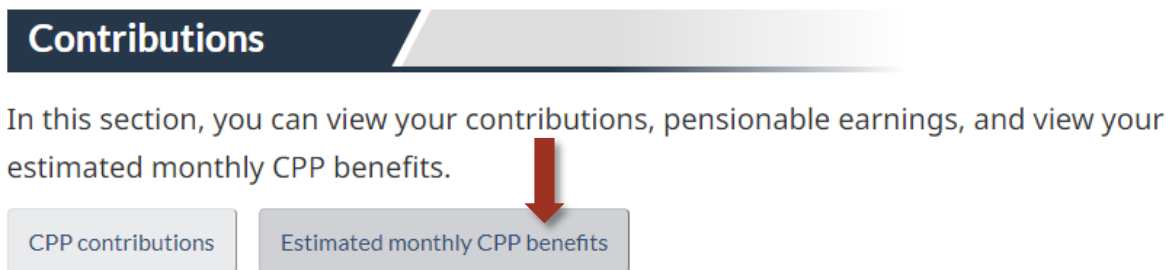 Contributions
In this section, you can view your contributions, pensionable earnings, and view your
estimated monthly CPP benefits.
CPP contributions
Estimated monthly CPP benefits